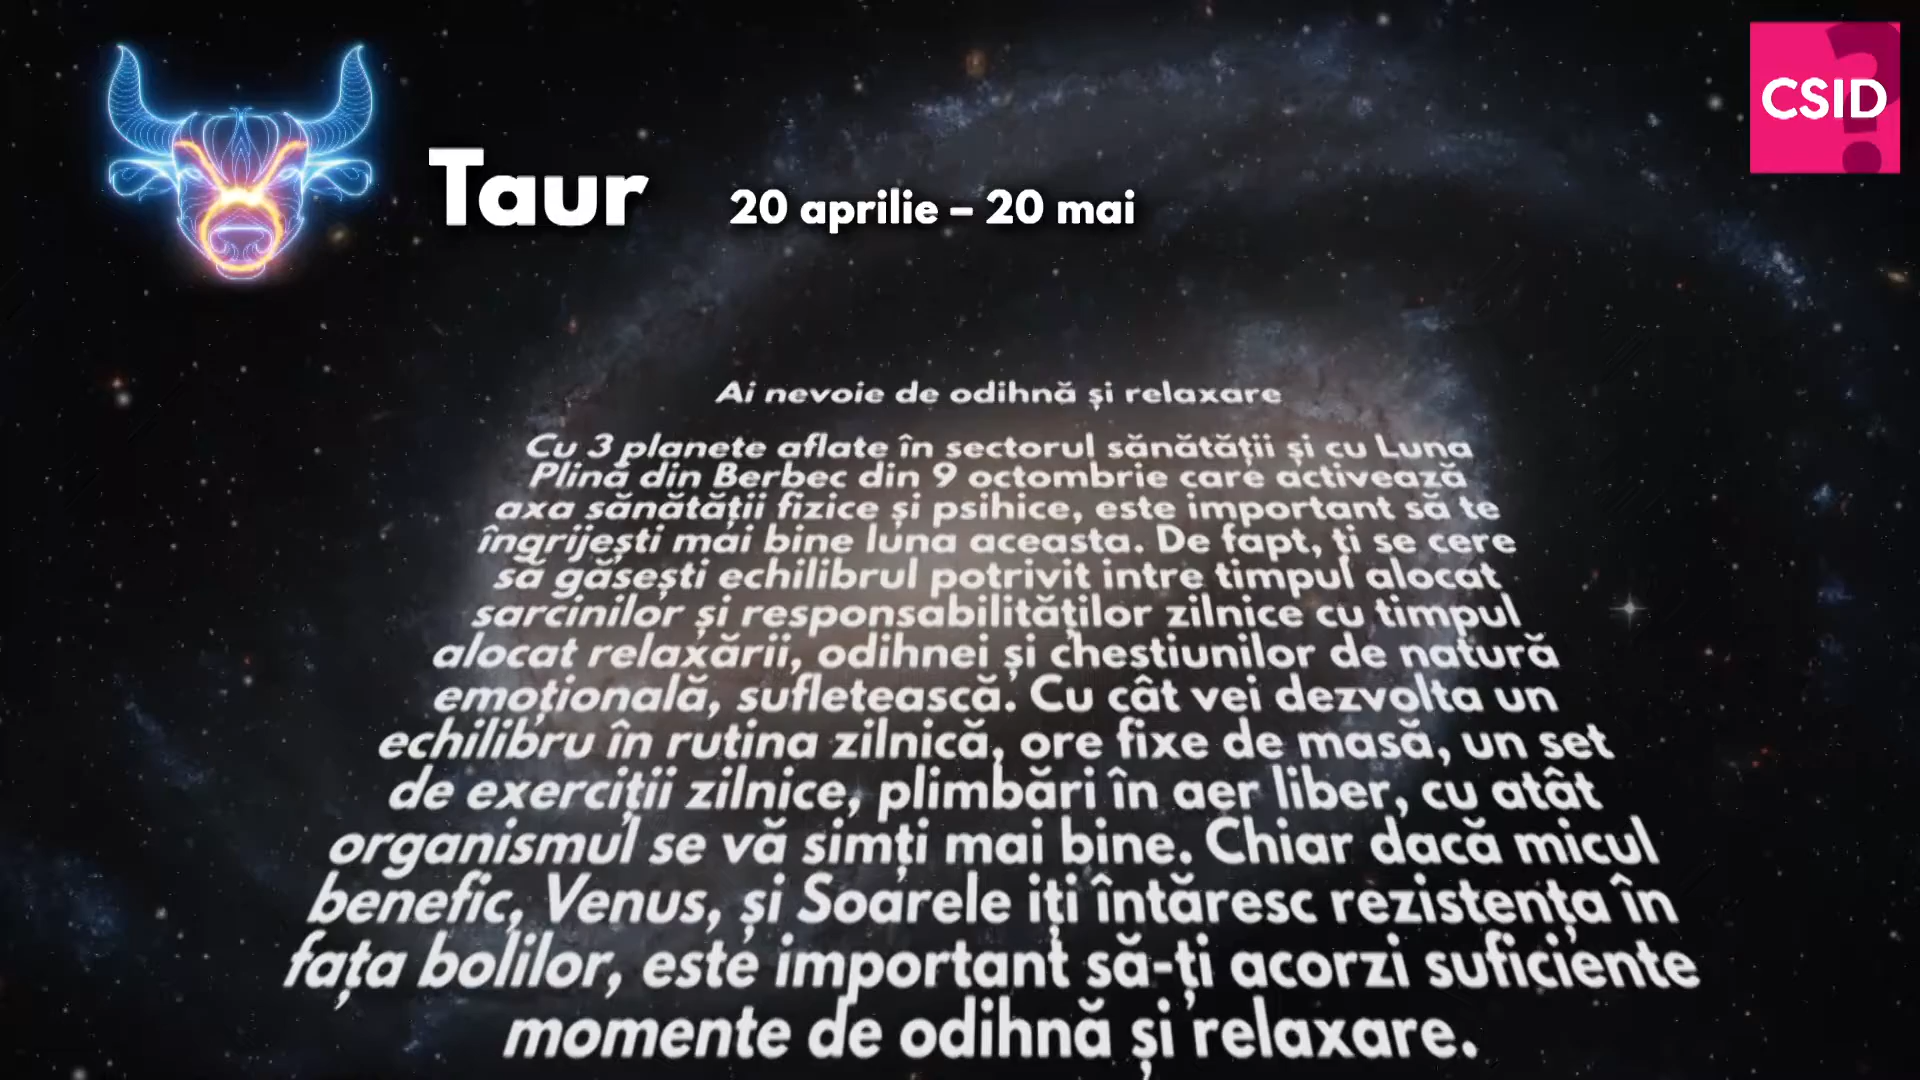 CSID
Taur
20 aprilie – 20 mai
Ai nevoie de odihnă și relaxare
Cu 3 planete aflate în sectorul sănătății și cu Luna
Plină din Berbec din 9 octombrie care activează
axa sănătății fizice și psihice, este important să te
îngrijești mai bine luna aceasta. De fapt, ți se cere
să găsești echilibrul potrivit intre timpul alocat
sarcinilor și responsabilităților zilnice cu timpul
alocat relaxării, odihnei și chestiunilor de natură
emoțională, sufletească. Cu cât vei dezvolta un
echilibru în rutina zilnică, ore fixe de masă, un set
de exerciții zilnice, plimbări în aer liber, cu atât
organismul se vă simți mai bine. Chiar dacă micul
benefic, Venus, și Soarele iți întăresc rezistența în
fața bolilor, este important să-ți acorzi suficiente
momente de odihnă și relaxare.